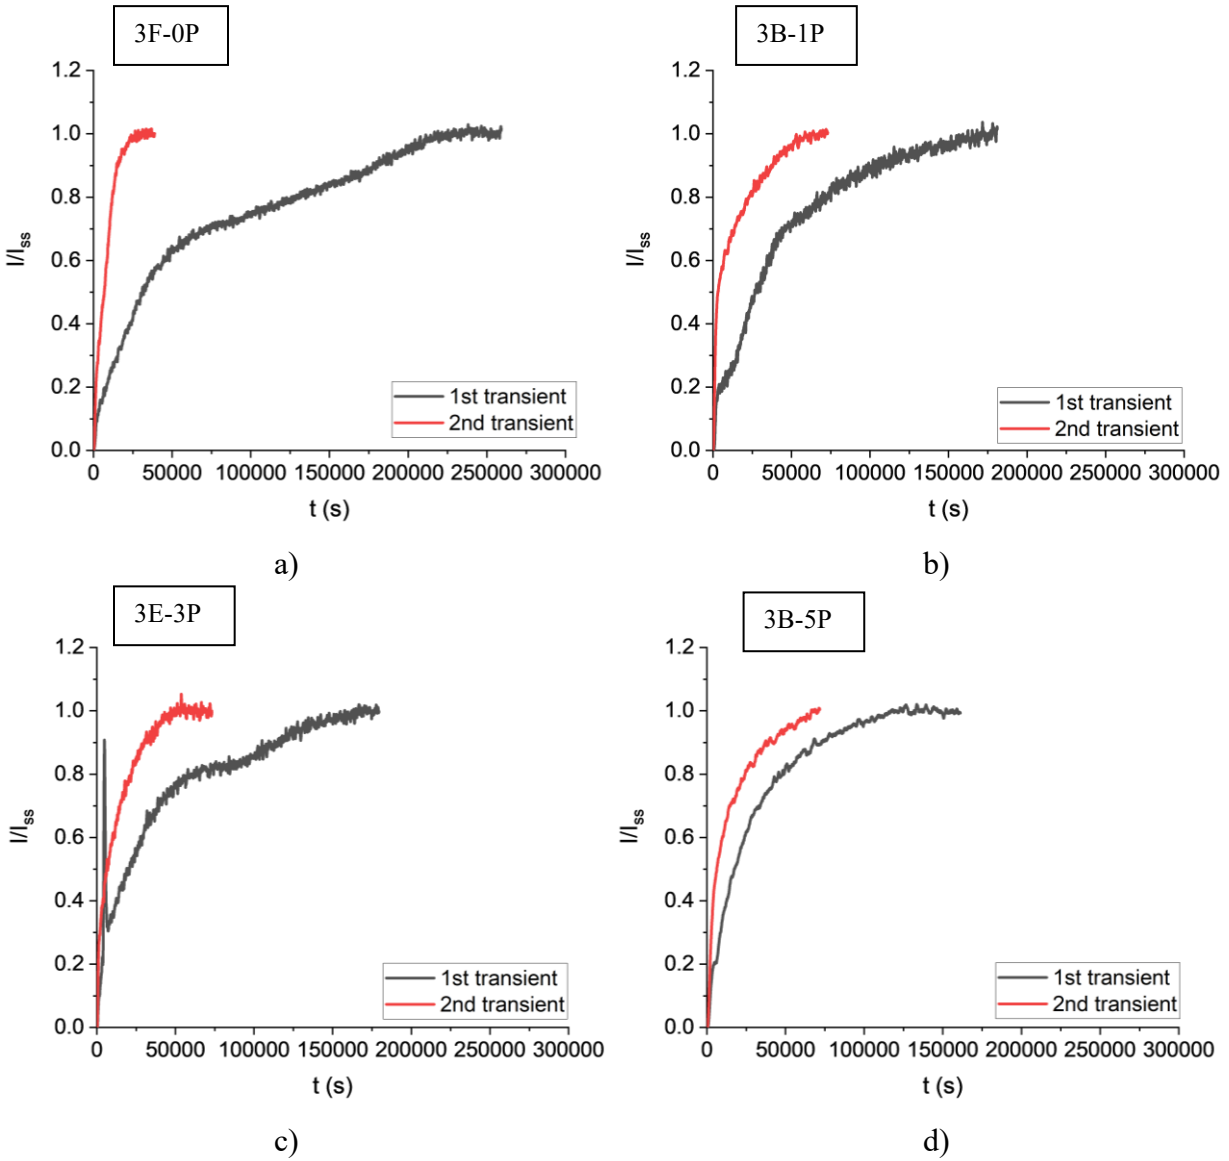 3F-0P
1.2
1.0
0.8
0.6
0.4
0.2
0.0
I/Iss
1st transient
2nd transient
0 50000 100000 150000 200000 250000 300000
t (s)
a)
3B-1P
1.2
1.0
0.8
0.6
0.4
0.2
0.0
I/Iss
1st transient
2nd transient
0 50000 100000 150000 200000 250000 300000
t (s)
b)
3E-3P
1.2
1.0
0.8
0.6
0.4
0.2
0.0
I/Iss
1st transient
2nd transient
0 50000 100000 150000 200000 250000 300000
t (s)
c)
3B-5P
1.2
1.0
0.8
0.6
0.4
0.2
0.0
I/Iss
1st transient
2nd transient
0 50000 100000 150000 200000 250000 300000
t (s)
d)